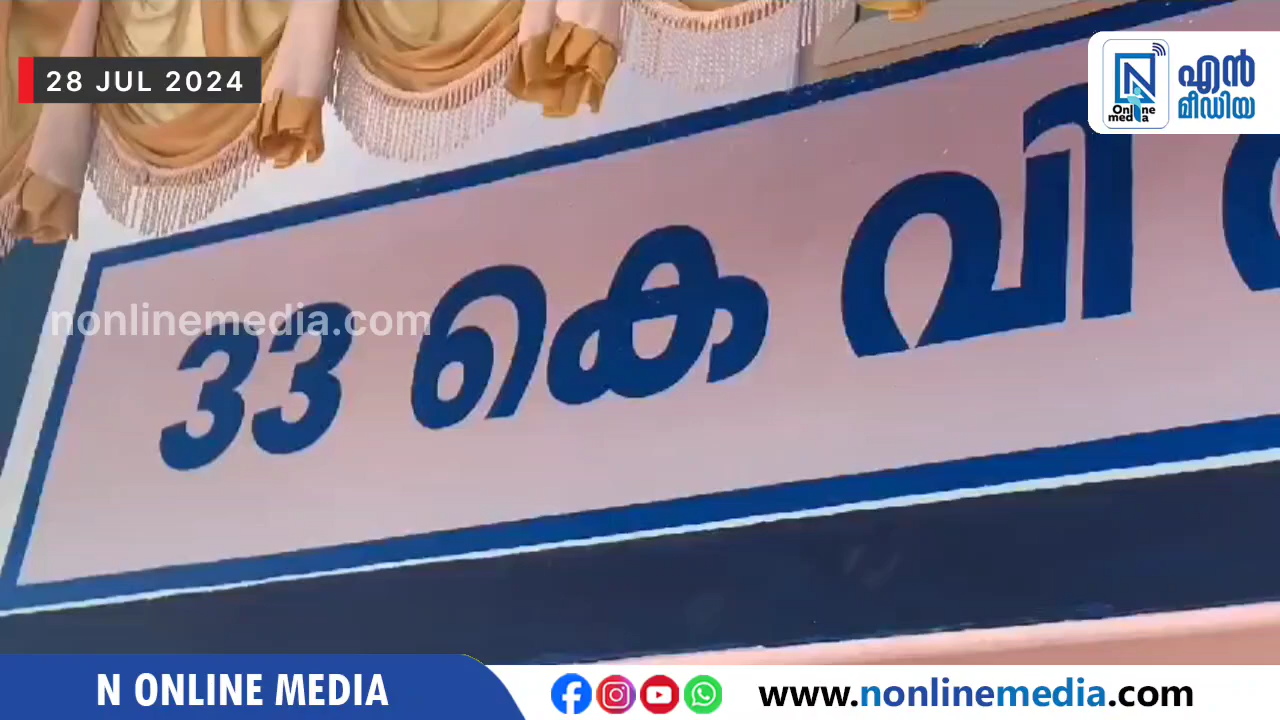 28 JUL 2024
N
Online
media
എൻ
മീഡിയ
33 കെ വി
nonlinemedia.com
N ONLINE MEDIA
www.nonlinemedia.com